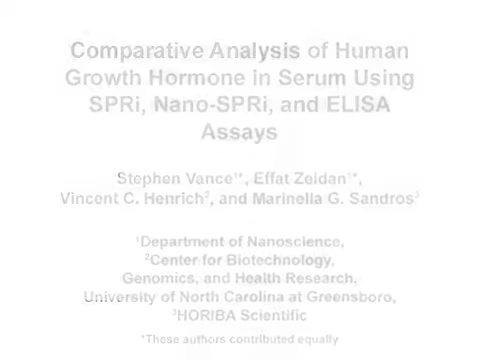 Comparative Analysis of Human
Growth Hormone in Serum Using
SPRi, Nano-SPRi, and ELISA
Assays
Stephen Vance¹*, Effat Zeidan¹*,
Vincent C. Henrich², and Marinella G. Sandros³
¹Department of Nanoscience,
²Center for Biotechnology,
Genomics, and Health Research,
University of North Carolina at Greensboro,
³HORIBA Scientific
*These authors contributed equally